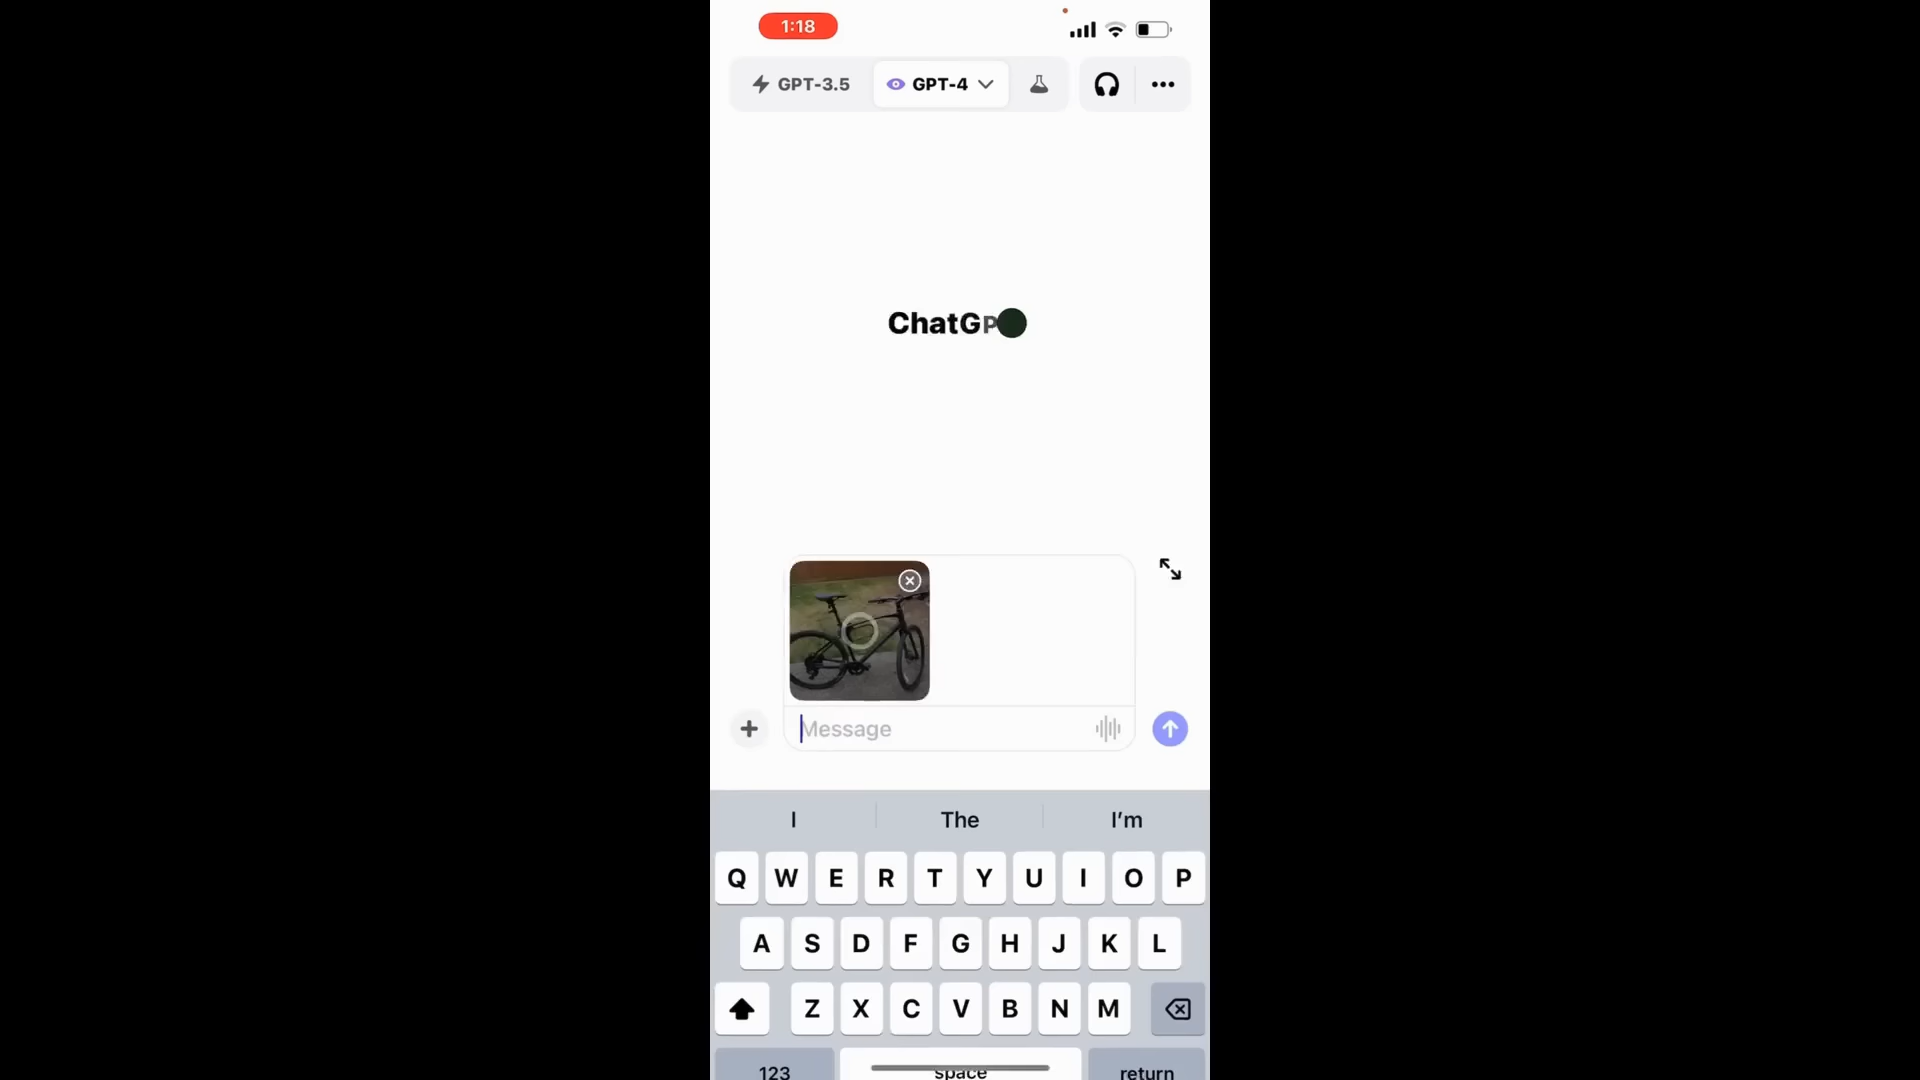 1:18
GPT-3.5 GPT-4
ChatGP
Message
I The I'm
Q W E R T Y U I O P
A S D F G H J K L
Z X C V B N M
123 space return